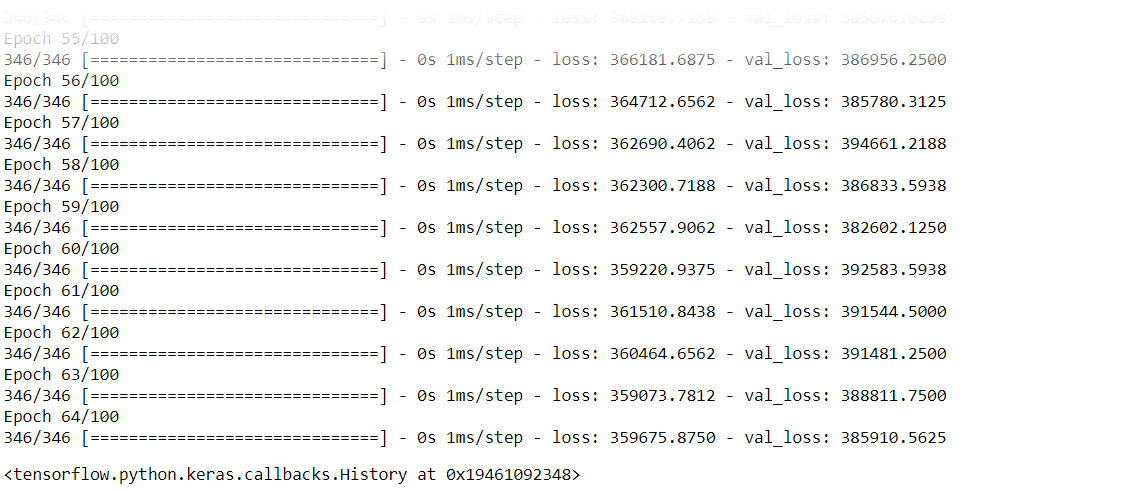 346/346 [==============================] - 0s 1ms/step - loss: 366260.7188 - val_loss: 385676.6250
Epoch 55/100
346/346 [==============================] - 0s 1ms/step - loss: 366181.6875 - val_loss: 386956.2500
Epoch 56/100
346/346 [==============================] - 0s 1ms/step - loss: 364712.6562 - val_loss: 385780.3125
Epoch 57/100
346/346 [==============================] - 0s 1ms/step - loss: 362690.4062 - val_loss: 394661.2188
Epoch 58/100
346/346 [==============================] - 0s 1ms/step - loss: 362300.7188 - val_loss: 386833.5938
Epoch 59/100
346/346 [==============================] - 0s 1ms/step - loss: 362557.9062 - val_loss: 382602.1250
Epoch 60/100
346/346 [==============================] - 0s 1ms/step - loss: 359220.9375 - val_loss: 392583.5938
Epoch 61/100
346/346 [==============================] - 0s 1ms/step - loss: 361510.8438 - val_loss: 391544.5000
Epoch 62/100
346/346 [==============================] - 0s 1ms/step - loss: 360464.6562 - val_loss: 391481.2500
Epoch 63/100
346/346 [==============================] - 0s 1ms/step - loss: 359073.7812 - val_loss: 388811.7500
Epoch 64/100
346/346 [==============================] - 0s 1ms/step - loss: 359675.8750 - val_loss: 385910.5625
<tensorflow.python.keras.callbacks.History at 0x19461092348>